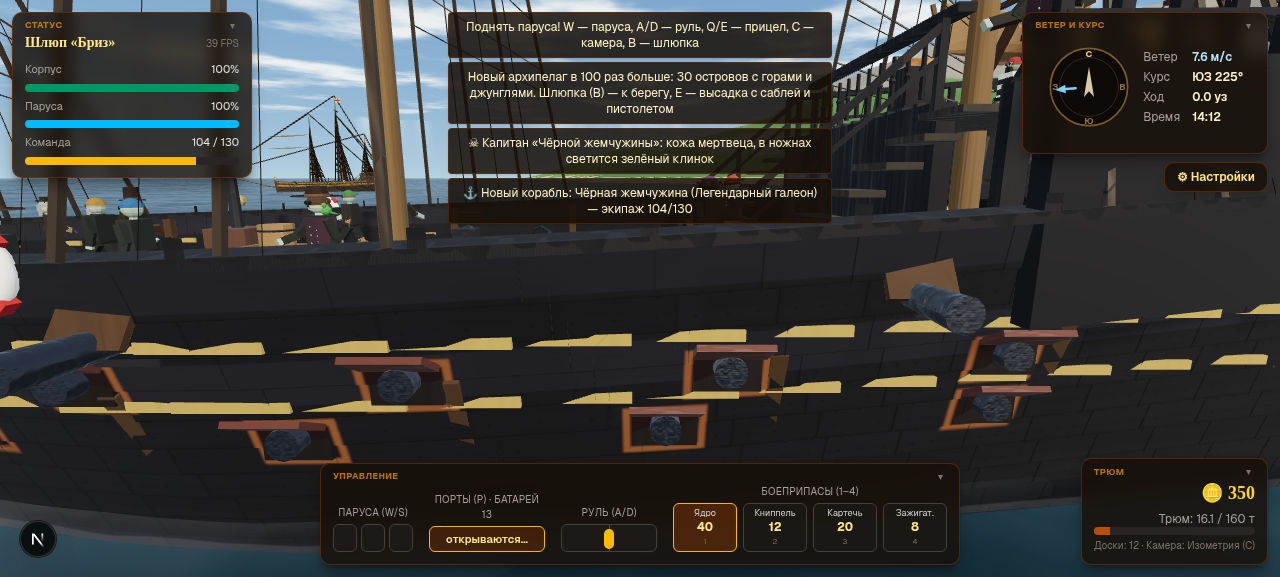 СТАТУС
Шлюп «Бриз»
39 FPS
Корпус
100%
Паруса
100%
Команда
104 / 130
Поднять паруса! W — паруса, A/D — руль, Q/E — прицел, C —
камера, B — шлюпка
Новый архипелаг в 100 раз больше: 30 островов с горами и
джунглями. Шлюпка (B) — к берегу, E — высадка с саблей и
пистолетом
☠ Капитан «Чёрной жемчужины»: кожа мертвеца, в ножнах
светится зелёный клинок
⚓ Новый корабль: Чёрная жемчужина (Легендарный галеон)
— экипаж 104/130
ВЕТЕР И КУРС
С
З
В
Ю
Ветер 7.6 м/с
Курс ЮЗ 225°
Ход 0.0 уз
Время 14:12
⚙ Настройки
УПРАВЛЕНИЕ
ПАРУСА (W/S)
ПОРТЫ (P) · БАТАРЕЙ
13
открываются…
РУЛЬ (A/D)
БОЕПРИПАСЫ (1–4)
Ядро
40
1
Книппель
12
2
Картечь
20
3
Зажигат.
8
4
ТРЮМ
350
Трюм: 16.1 / 160 т
Доски: 12 · Камера: Изометрия (C)
N